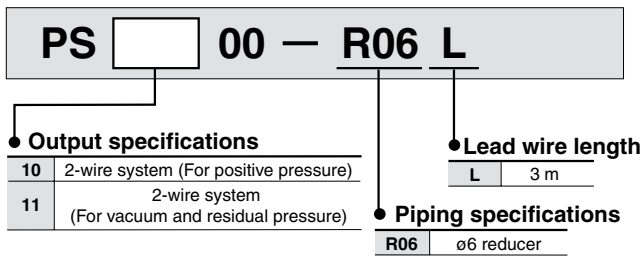 PS 00 — R06 L
● Output specifications
10 2-wire system (For positive pressure)
11 2-wire system
(For vacuum and residual pressure)
● Lead wire length
L 3 m
● Piping specifications
R06 ø6 reducer